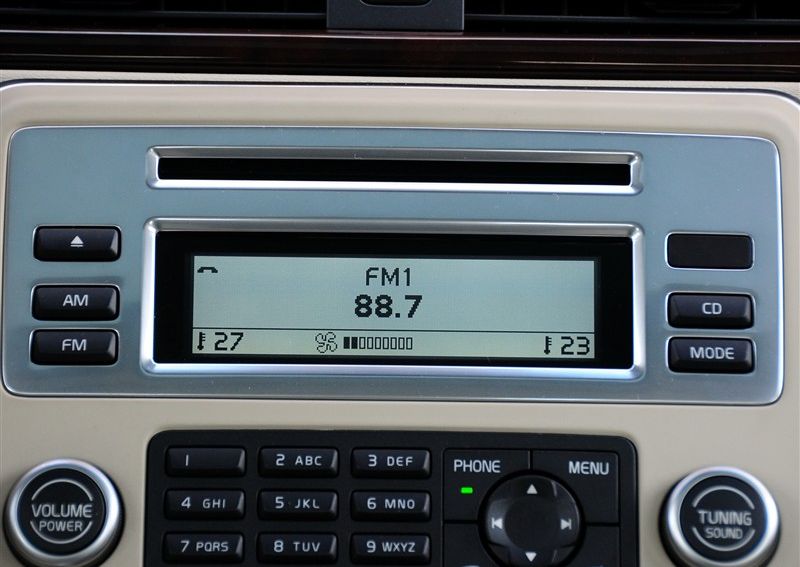 FM1
88.7
27
23
AM
FM
CD
MODE
1
2 ABC
3 DEF
4 GHI
5 JKL
6 MNO
7 PQRS
8 TUV
9 WXYZ
PHONE
MENU
VOLUME
POWER
TUNING
SOUND